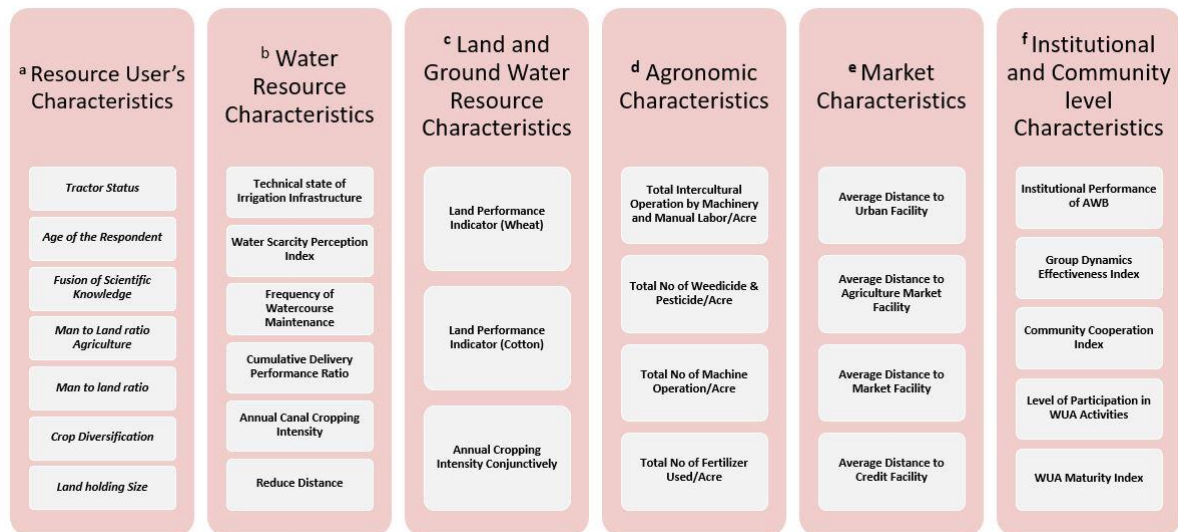 a Resource User's
Characteristics
Tractor Status
Age of the Respondent
Fusion of Scientific
Knowledge
Man to Land ratio
Agriculture
Man to land ratio
Crop Diversification
Land holding Size
b Water
Resource
Characteristics
Technical state of
Irrigation Infrastructure
Water Scarcity Perception
Index
Frequency of
Watercourse
Maintenance
Cumulative Delivery
Performance Ratio
Annual Canal Cropping
Intensity
Reduce Distance
c Land and
Ground Water
Resource
Characteristics
Land Performance
Indicator (Wheat)
Land Performance
Indicator (Cotton)
Annual Cropping
Intensity Conjunctively
d Agronomic
Characteristics
Total Intercultural
Operation by Machinery
and Manual Labor/Acre
Total No of Weedicide &
Pesticide/Acre
Total No of Machine
Operation/Acre
Total No of Fertilizer
Used/Acre
e Market
Characteristics
Average Distance to
Urban Facility
Average Distance to
Agriculture Market
Facility
Average Distance to
Market Facility
Average Distance to
Credit Facility
f Institutional
and Community
level
Characteristics
Institutional Performance
of AWB
Group Dynamics
Effectiveness Index
Community Cooperation
Index
Level of Participation in
WUA Activities
WUA Maturity Index